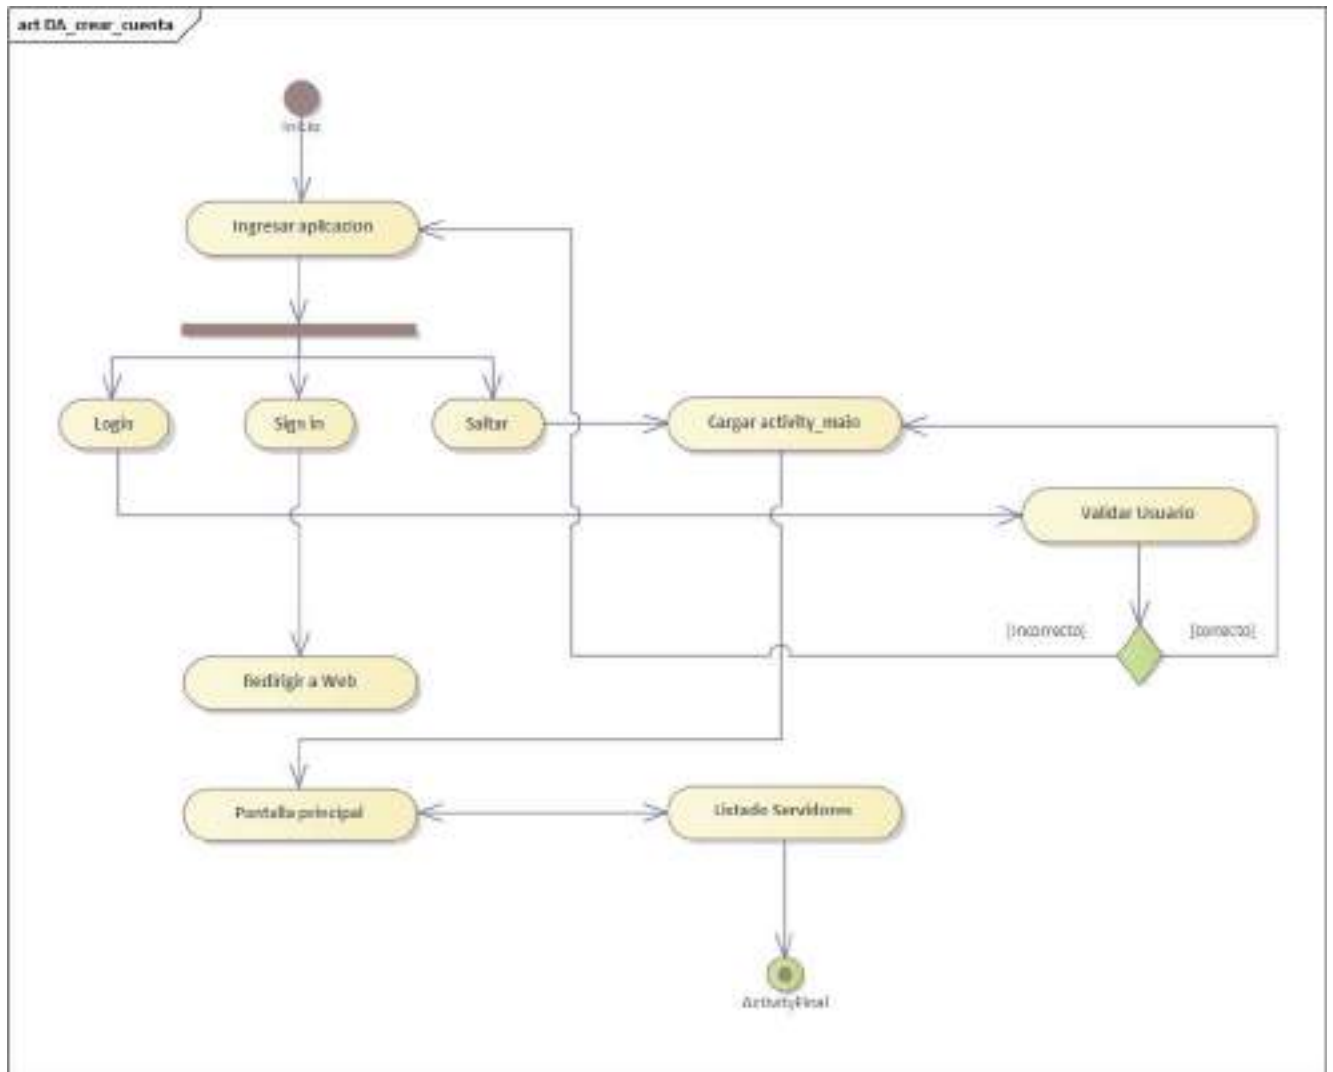 act DA_crear_cuenta
Inicio
Ingresar aplicacion
Login
Sign in
Saltar
Cargar activity_main
Validar Usuario
[incorrecto]
[correcto]
Redirigir a Web
Pantalla principal
Listado Servidores
ActivityFinal